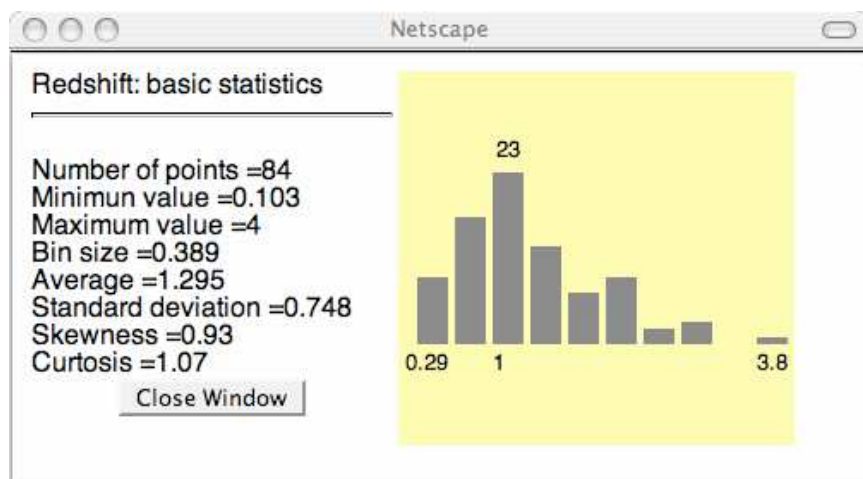 Netscape
Redshift: basic statistics
Number of points =84
Minimun value =0.103
Maximum value =4
Bin size =0.389
Average =1.295
Standard deviation =0.748
Skewness =0.93
Curtosis =1.07
Close Window
23
0.29 1 3.8